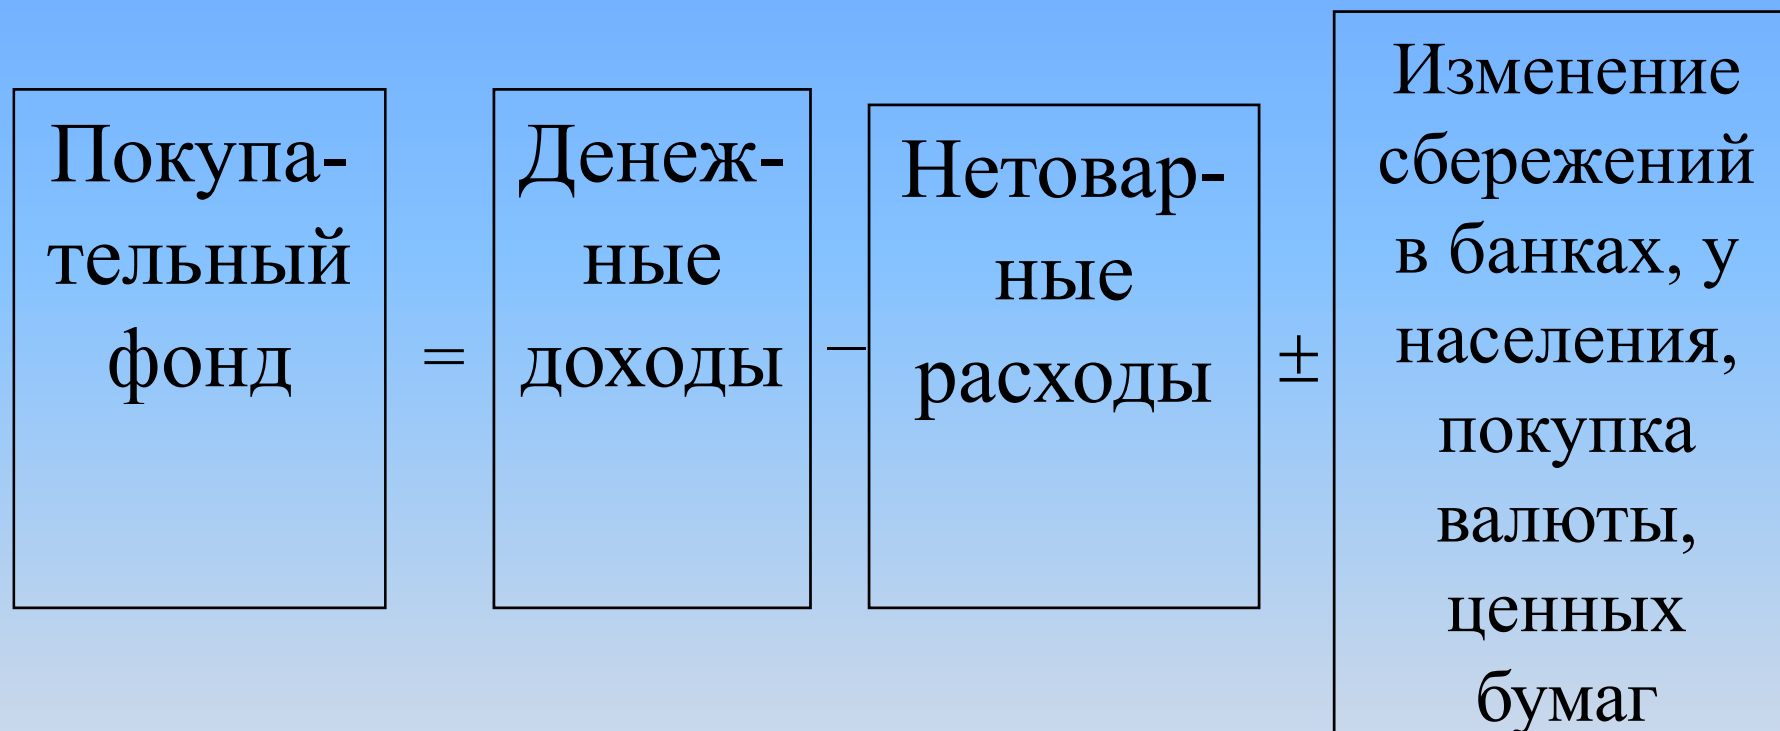 Покупа-
тельный
фонд
=
Денеж-
ные
доходы
–
Нетовар-
ные
расходы
±
Изменение
сбережений
в банках, у
населения,
покупка
валюты,
ценных
бумаг